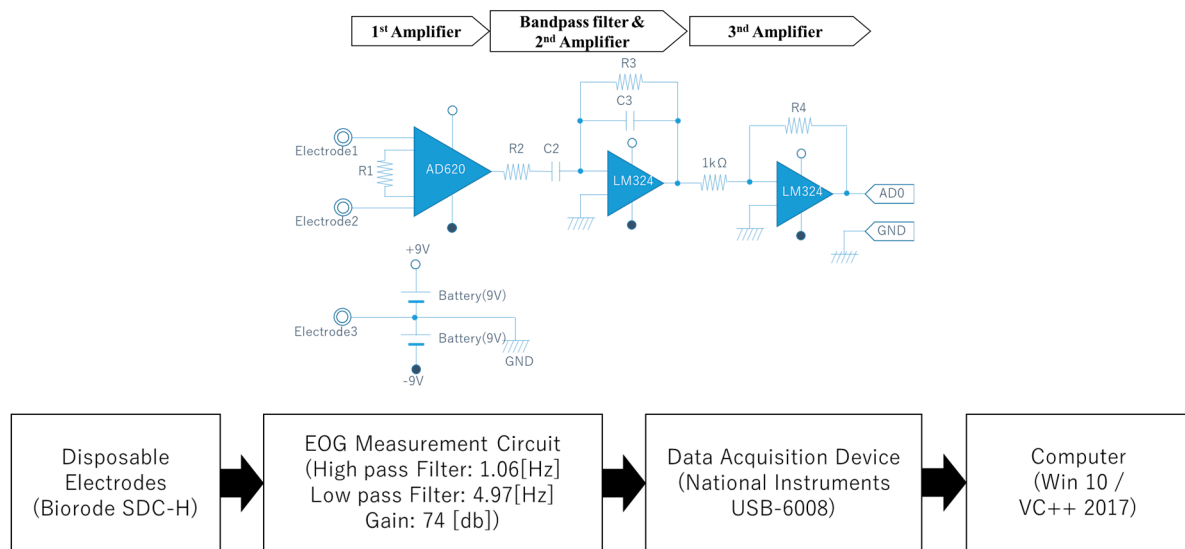 1st Amplifier
Bandpass filter &
2nd Amplifier
3nd Amplifier
R3
C3
R4
Electrode1
R1
AD620
R2
C2
LM324
1kΩ
LM324
AD0
Electrode2
GND
+9V
Battery(9V)
Electrode3
Battery(9V)
GND
-9V
Disposable
Electrodes
(Biorode SDC-H)
EOG Measurement Circuit
(High pass Filter: 1.06[Hz]
Low pass Filter: 4.97[Hz]
Gain: 74 [db])
Data Acquisition Device
(National Instruments
USB-6008)
Computer
(Win 10 /
VC++ 2017)